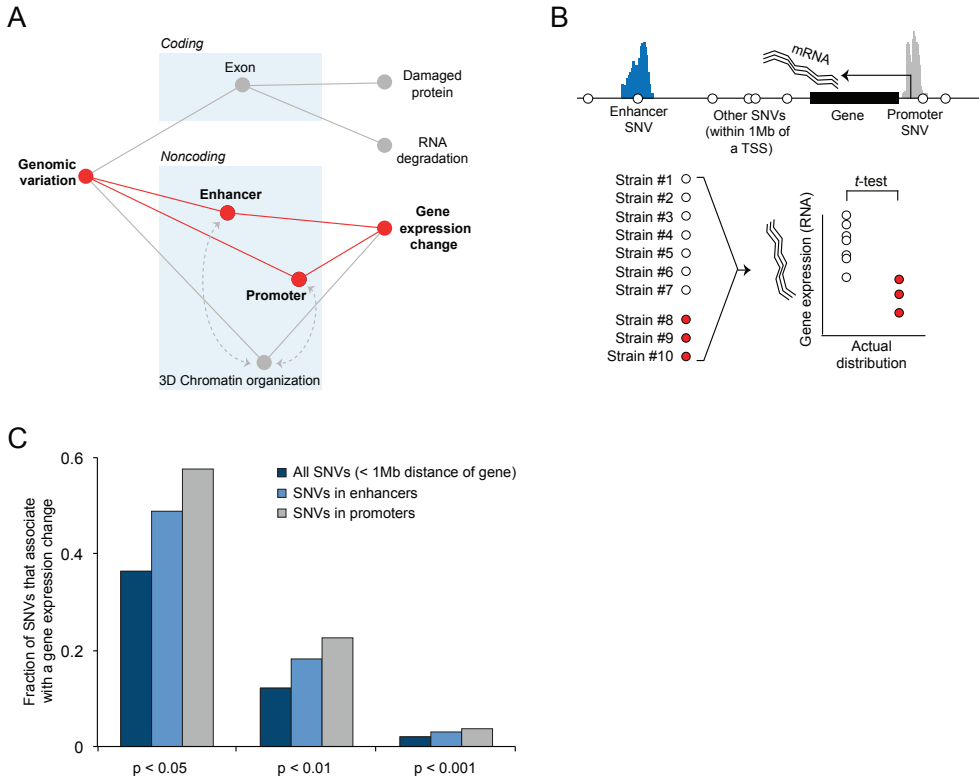 A
Coding
Exon
Damaged
protein
RNA
degradation
Noncoding
Genomic
variation
Enhancer
Gene
expression
change
Promoter
3D Chromatin organization
B
mRNA
Enhancer
SNV
Other SNVs
(within 1Mb of
a TSS)
Gene
Promoter
SNV
Strain #1
Strain #2
Strain #3
Strain #4
Strain #5
Strain #6
Strain #7
Strain #8
Strain #9
Strain #10
t-test
Gene expression (RNA)
Actual
distribution
C
Fraction of SNVs that associate
with a gene expression change
0.6
0.4
0.2
0
All SNVs (< 1Mb distance of gene)
SNVs in enhancers
SNVs in promoters
p < 0.05
p < 0.01
p < 0.001